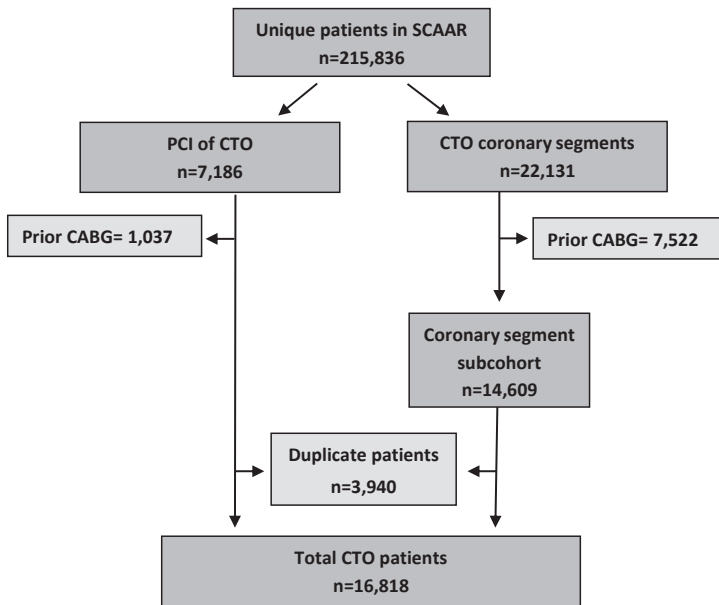 Unique patients in SCAAR
n=215,836
PCI of CTO
n=7,186
CTO coronary segments
n=22,131
Prior CABG= 1,037
Prior CABG= 7,522
Coronary segment
subcohort
n=14,609
Duplicate patients
n=3,940
Total CTO patients
n=16,818